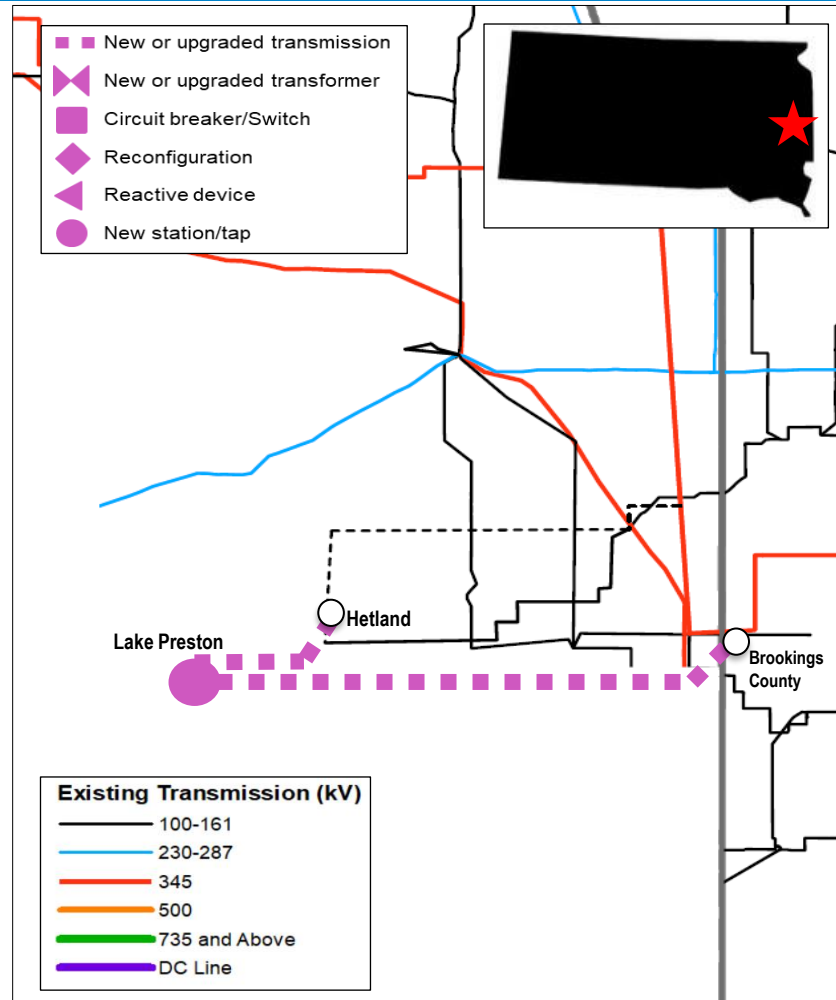 New or upgraded transmission
New or upgraded transformer
Circuit breaker/Switch
Reconfiguration
Reactive device
New station/tap
Hetland
Lake Preston
Brookings
County
Existing Transmission (kV)
100-161
230-287
345
500
735 and Above
DC Line